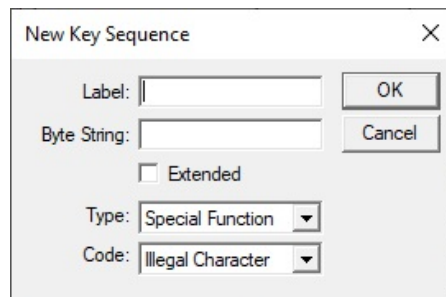 New Key Sequence
Label: OK
Byte String: Cancel
Extended
Type: Special Function
Code: Illegal Character